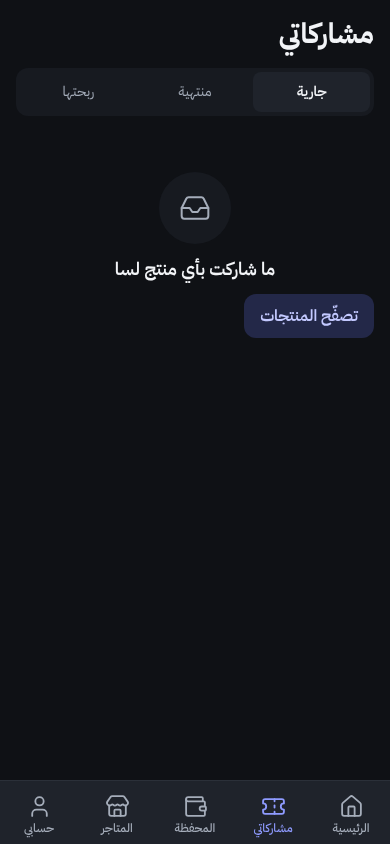 مشاركاتي
جارية
منتهية
ربحتها
ما شاركت بأي منتج لسا
تصفّح المنتجات
الرئيسية
مشاركاتي
المحفظة
المتاجر
حسابي